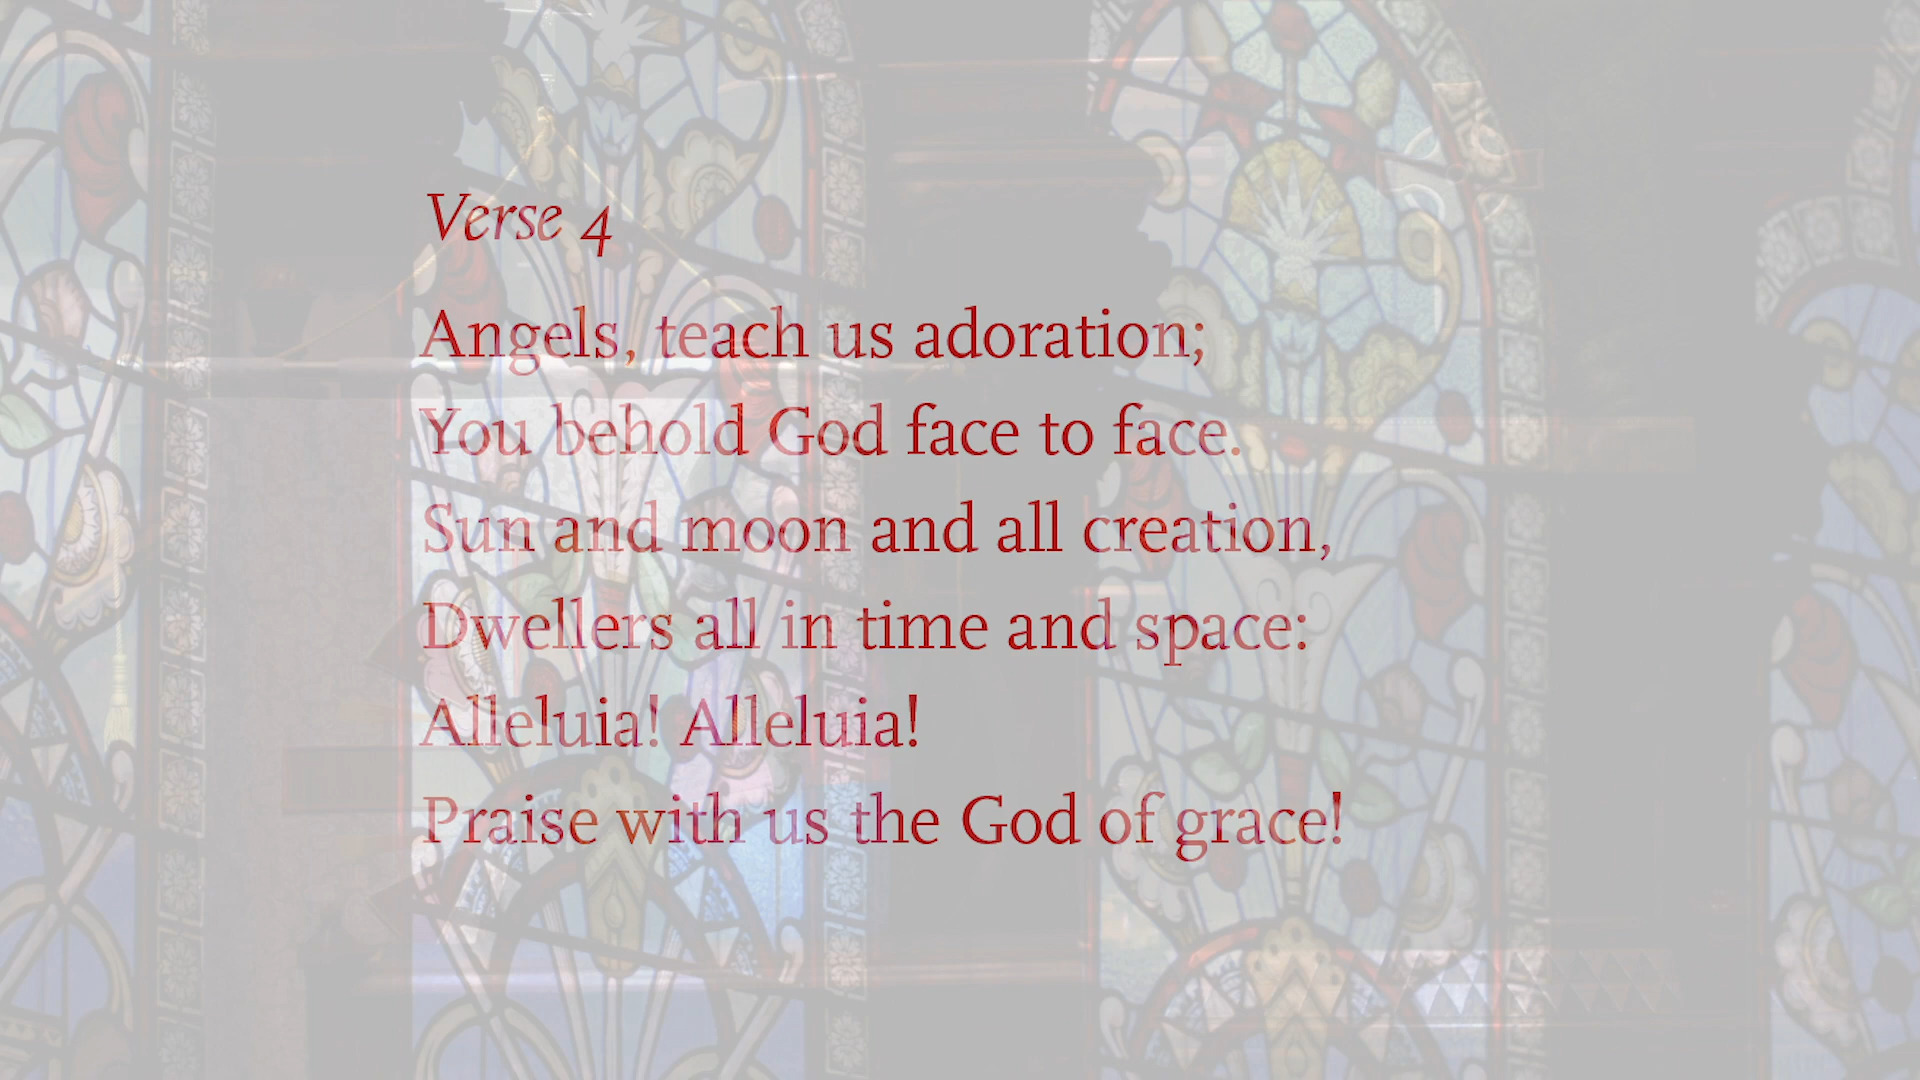 Verse 4
Angels, teach us adoration;
You behold God face to face.
Sun and moon and all creation,
Dwellers all in time and space:
Alleluia! Alleluia!
Praise with us the God of grace!